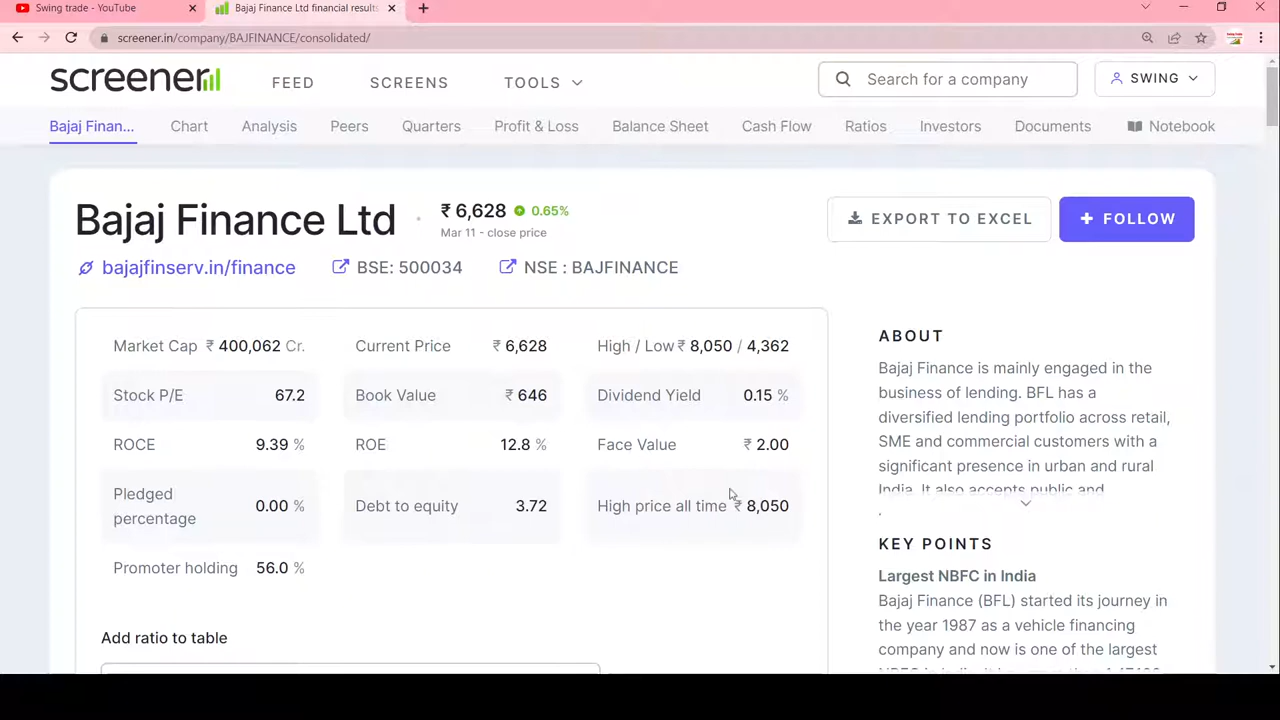 Swing trade - YouTube
Bajaj Finance Ltd financial results
screener.in/company/BAJFINANCE/consolidated/
screener
FEED
SCREENS
TOOLS
Search for a company
SWING
Bajaj Finan...
Chart
Analysis
Peers
Quarters
Profit & Loss
Balance Sheet
Cash Flow
Ratios
Investors
Documents
Notebook
Bajaj Finance Ltd
₹ 6,628 0.65%
Mar 11 - close price
EXPORT TO EXCEL
+ FOLLOW
bajajfinserv.in/finance
BSE: 500034
NSE : BAJFINANCE
Market Cap ₹ 400,062 Cr.
Current Price ₹ 6,628
High / Low ₹ 8,050 / 4,362
Stock P/E 67.2
Book Value ₹ 646
Dividend Yield 0.15 %
ROCE 9.39 %
ROE 12.8 %
Face Value ₹ 2.00
Pledged
percentage 0.00 %
Debt to equity 3.72
High price all time ₹ 8,050
Promoter holding 56.0 %
Add ratio to table
ABOUT
Bajaj Finance is mainly engaged in the
business of lending. BFL has a
diversified lending portfolio across retail,
SME and commercial customers with a
significant presence in urban and rural
India. It also accepts public and
.
KEY POINTS
Largest NBFC in India
Bajaj Finance (BFL) started its journey in
the year 1987 as a vehicle financing
company and now is one of the largest